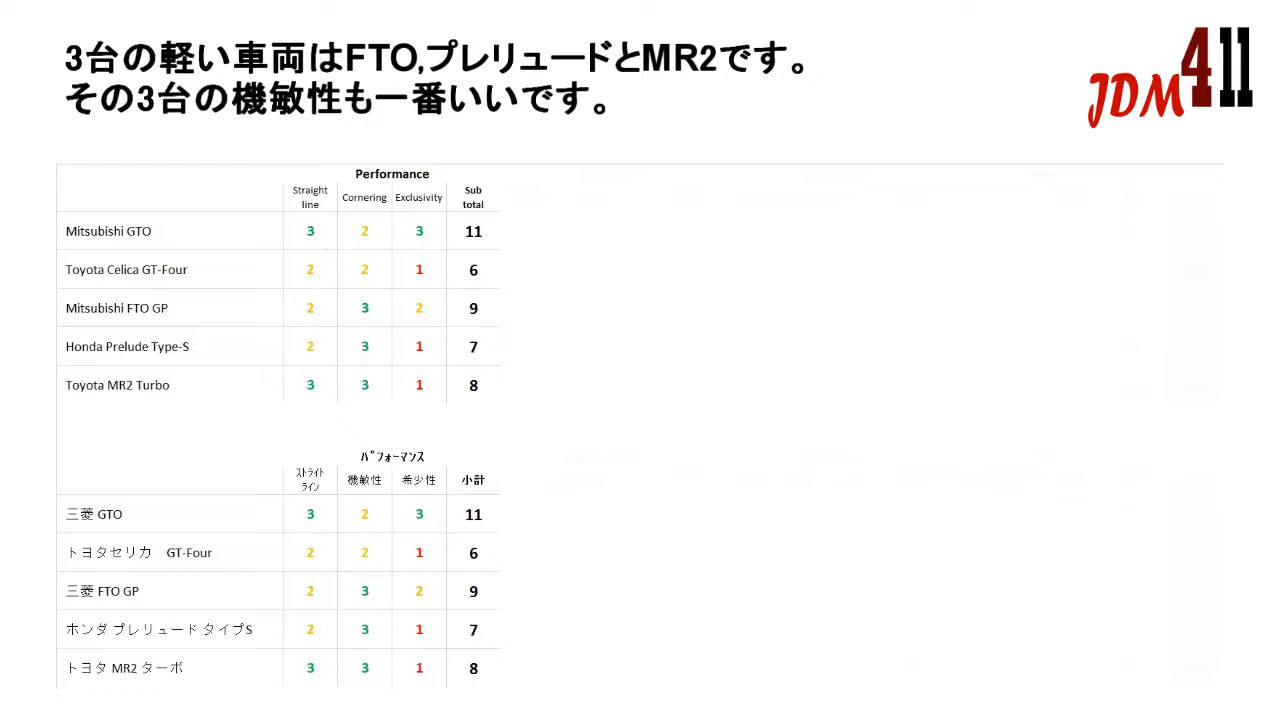 3台の軽い車両はFTO,プレリュードとMR2です。
その3台の機敏性も一番いいです。
JDM411
Performance
Straight line Cornering Exclusivity Sub total
Mitsubishi GTO 3 2 3 11
Toyota Celica GT-Four 2 2 1 6
Mitsubishi FTO GP 2 3 2 9
Honda Prelude Type-S 2 3 1 7
Toyota MR2 Turbo 3 3 1 8
ﾊﾟﾌｫｰﾏﾝｽ
ｽﾄﾗｲﾄ ﾗｲﾝ 機敏性 希少性 小計
三菱 GTO 3 2 3 11
トヨタセリカ　GT-Four 2 2 1 6
三菱 FTO GP 2 3 2 9
ホンダ プレリュード タイプS 2 3 1 7
トヨタ MR2 ターボ 3 3 1 8